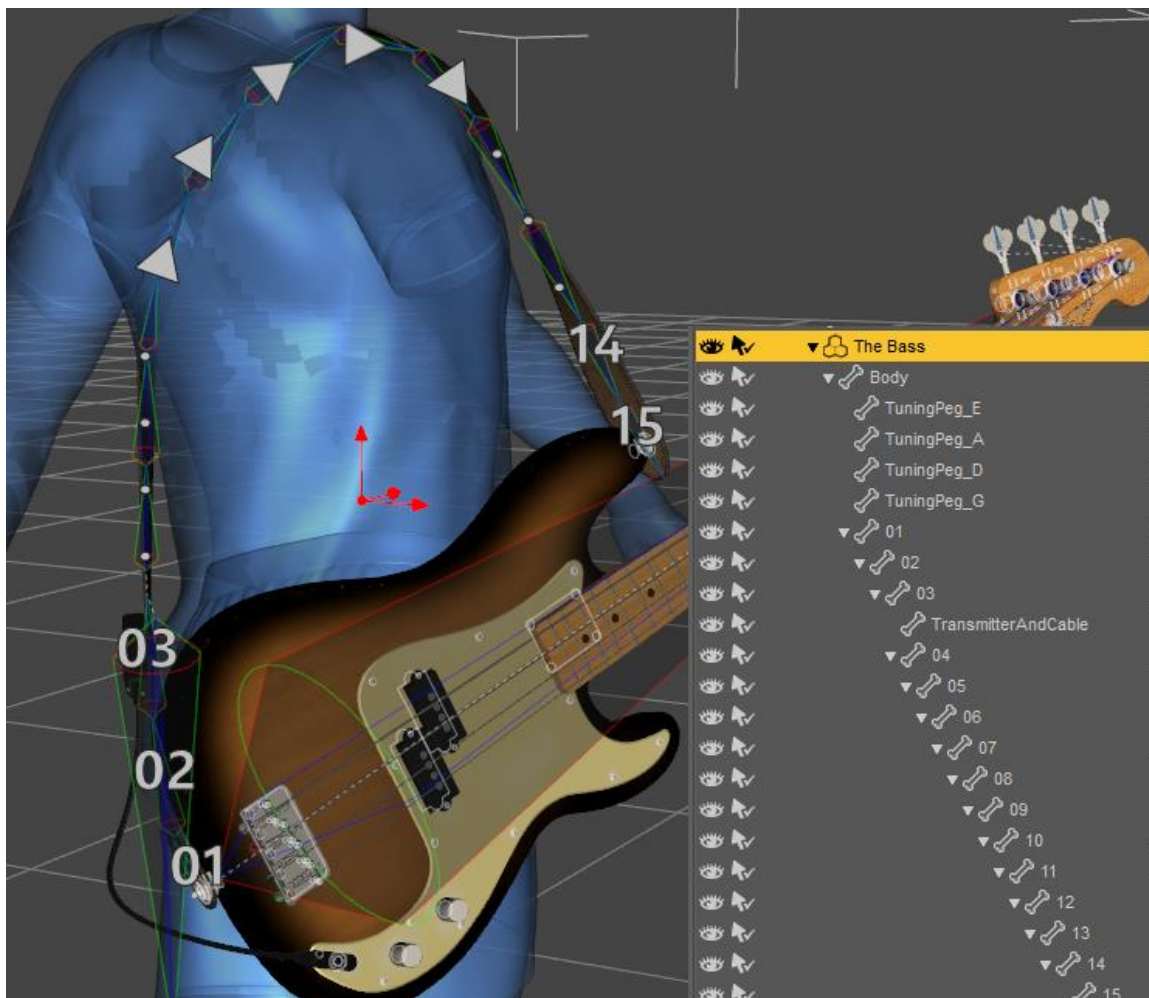 14
15
03
02
01
The Bass
Body
TuningPeg_E
TuningPeg_A
TuningPeg_D
TuningPeg_G
01
02
03
TransmitterAndCable
04
05
06
07
08
09
10
11
12
13
14
15